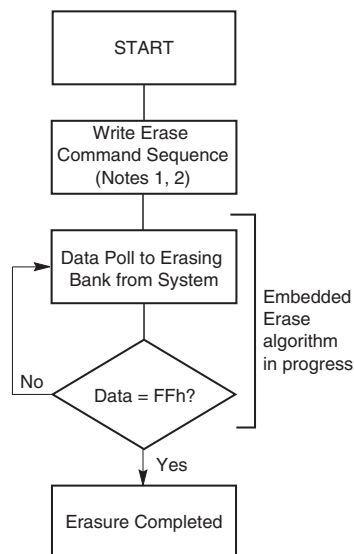 START
Write Erase
Command Sequence
(Notes 1, 2)
Data Poll to Erasing
Bank from System
Embedded
Erase
algorithm
in progress
No
Data = FFh?
Yes
Erasure Completed